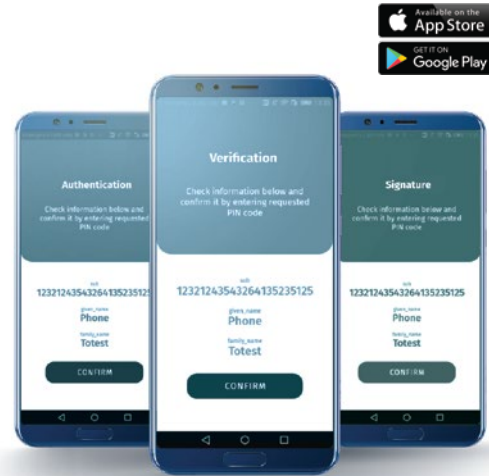 Available on the
App Store
GET IT ON
Google Play
Authentication
Check information below and
confirm it by entering requested
PIN code
sub
12321243543264135235125
given_name
Phone
family_name
Totest
CONFIRM
Verification
Check information below and
confirm it by entering requested
PIN code
sub
12321243543264135235125
given_name
Phone
family_name
Totest
CONFIRM
Signature
Check information below and
confirm it by entering requested
PIN code
sub
12321243543264135235125
given_name
Phone
family_name
Totest
CONFIRM